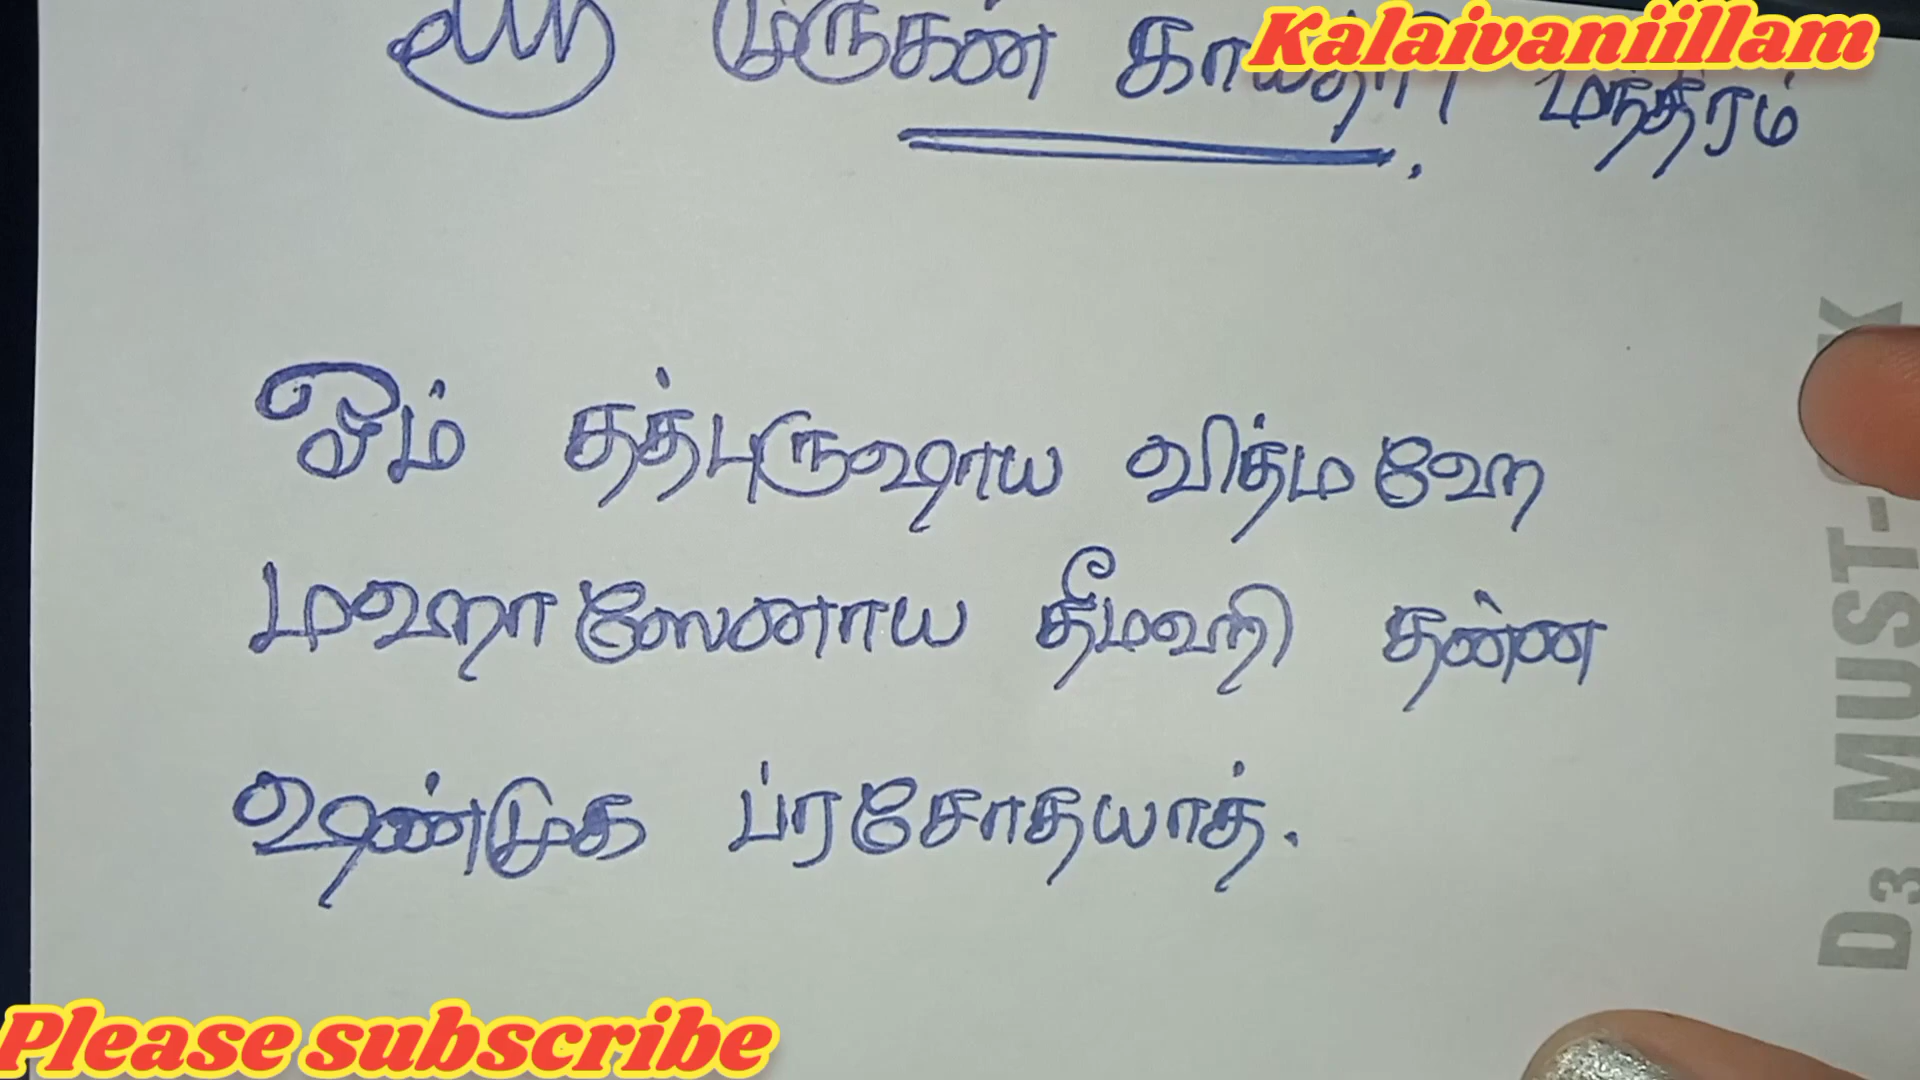 Kalaivaniillam
ஸ்ரீ முருகன் காயத்ரி மந்திரம்
ஓம் தத்புருஷாய வித்மஹே
மஹாஸேனாய தீமஹி தன்ன
ஷண்முக ப்ரசோதயாத்.
D3 MUST-
Please subscribe